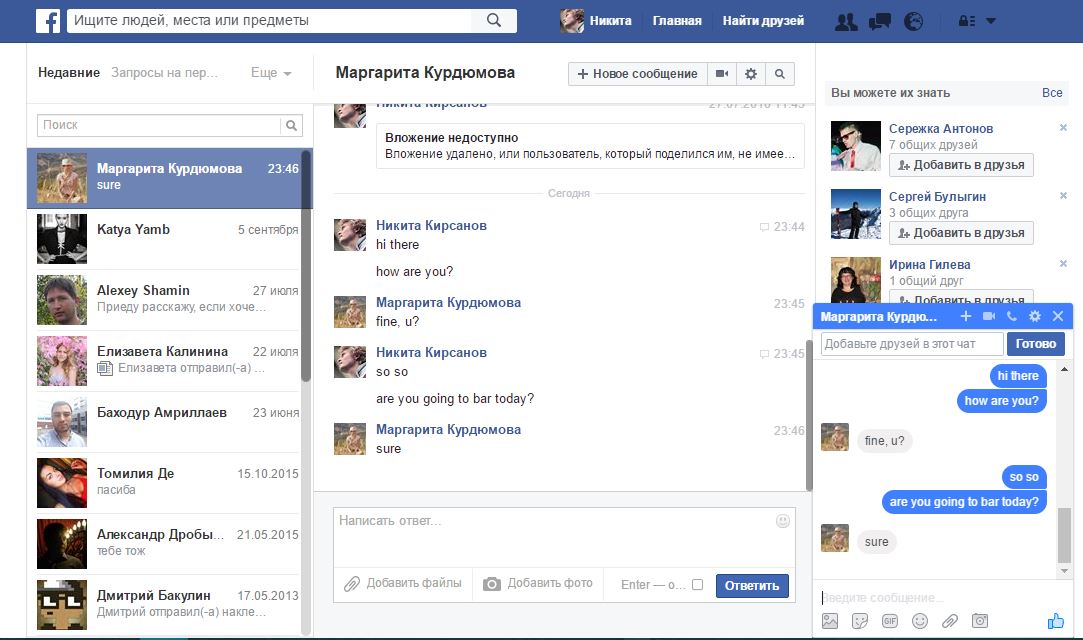 Ищите людей, места или предметы
Никита
Главная
Найти друзей
Недавние
Запросы на пер...
Еще
Поиск
Маргарита Курдюмова 23:46
sure
Katya Yamb 5 сентября
Alexey Shamin 27 июля
Приеду расскажу, если хоче...
Елизавета Калинина 22 июля
Елизавета отправил(-а) ...
Баходур Амриллаев 23 июня
Томилия Де 15.10.2015
пасиба
Александр Дробы... 21.05.2015
тебе тож
Дмитрий Бакулин 17.05.2013
Дмитрий отправил(-а) накле...
Маргарита Курдюмова
Новое сообщение
Никита Кирсанов 27.07.2016 11:45
Вложение недоступно
Вложение удалено, или пользователь, который поделился им, не имее...
Сегодня
Никита Кирсанов 23:44
hi there
how are you?
Маргарита Курдюмова 23:45
fine, u?
Никита Кирсанов 23:45
so so
are you going to bar today?
Маргарита Курдюмова 23:46
sure
Написать ответ...
Добавить файлы
Добавить фото
Enter — о...
Ответить
Вы можете их знать Все
Сережка Антонов
7 общих друзей
Добавить в друзья
Сергей Булыгин
3 общих друга
Добавить в друзья
Ирина Гилева
1 общий друг
Добавить в друзья
Маргарита Курдю...
Добавьте друзей в этот чат
Готово
hi there
how are you?
fine, u?
so so
are you going to bar today?
sure
Введите сообщение...
GIF